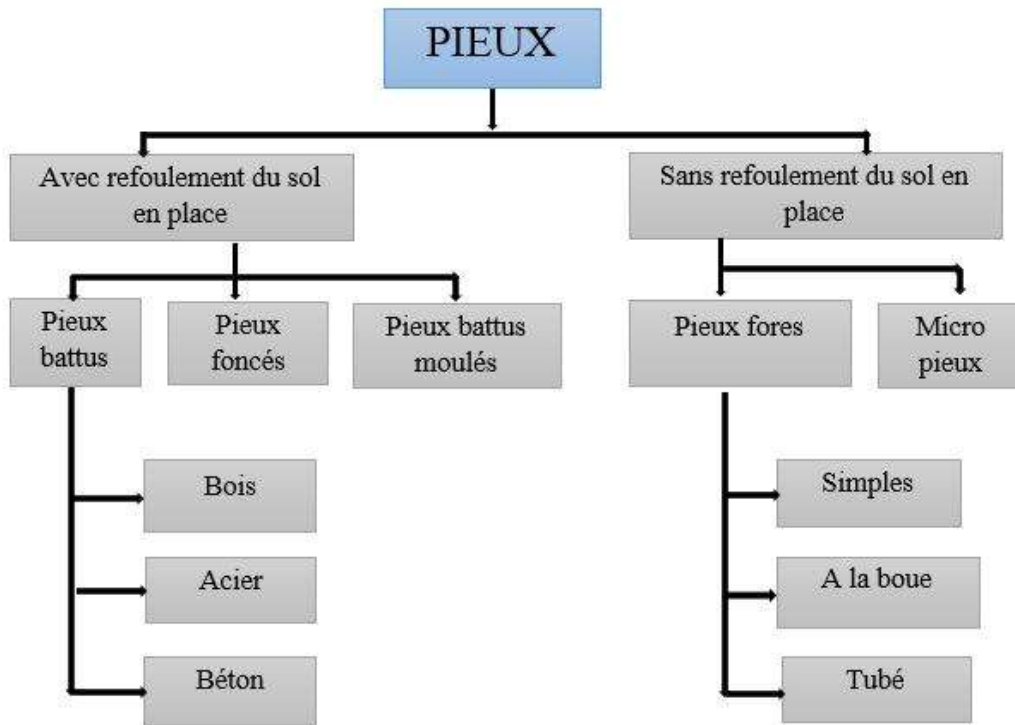 PIEUX
Avec refoulement du sol
en place
Sans refoulement du sol en
place
Pieux
battus
Pieux
foncés
Pieux battus
moulés
Pieux fores
Micro
pieux
Bois
Acier
Béton
Simples
A la boue
Tubé